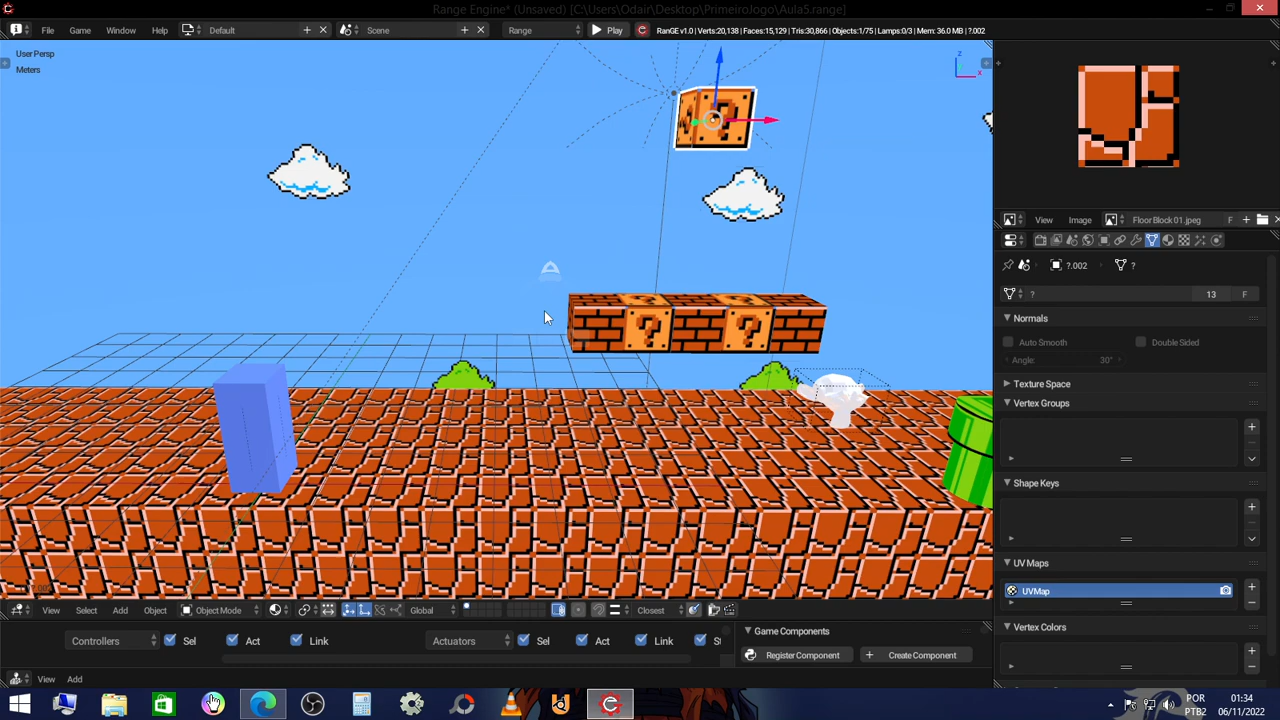 Range Engine* (Unsaved) [C:\Users\Odair\Desktop\PrimeiroJogo\Aula5.range]
File Game Window Help Default Scene Range Play RanGE v1.0 | Verts:20,138 | Faces:15,129 | Tris:30,866 | Objects:1/75 | Lamps:0/3 | Mem: 36.0 MB | ?.002
User Persp
Meters
z
x
?
?
?
View Image Floor Block 01.jpeg F
?.002 ?
? 13 F
Normals
Auto Smooth Double Sided
Angle: 30°
Texture Space
Vertex Groups
Shape Keys
UV Maps
UVMap
Vertex Colors
View Select Add Object Object Mode Global Closest
Controllers Sel Act Link Actuators Sel Act Link
Game Components
Register Component Create Component
View Add
POR
PTB2
01:34
06/11/2022